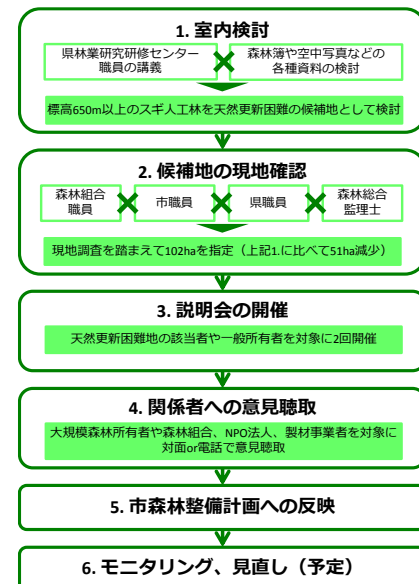 1. 室内検討
県林業研究研修センター
職員の講義
森林簿や空中写真などの
各種資料の検討
標高650m以上のスギ人工林を天然更新困難の候補地として検討
2. 候補地の現地確認
森林組合
職員
市職員
県職員
森林総合
監理士
現地調査を踏まえて102haを指定（上記1.に比べて51ha減少）
3. 説明会の開催
天然更新困難地の該当者や一般所有者を対象に2回開催
4. 関係者への意見聴取
大規模森林所有者や森林組合、NPO法人、製材事業者を対象に
対面or電話で意見聴取
5. 市森林整備計画への反映
6. モニタリング、見直し（予定）